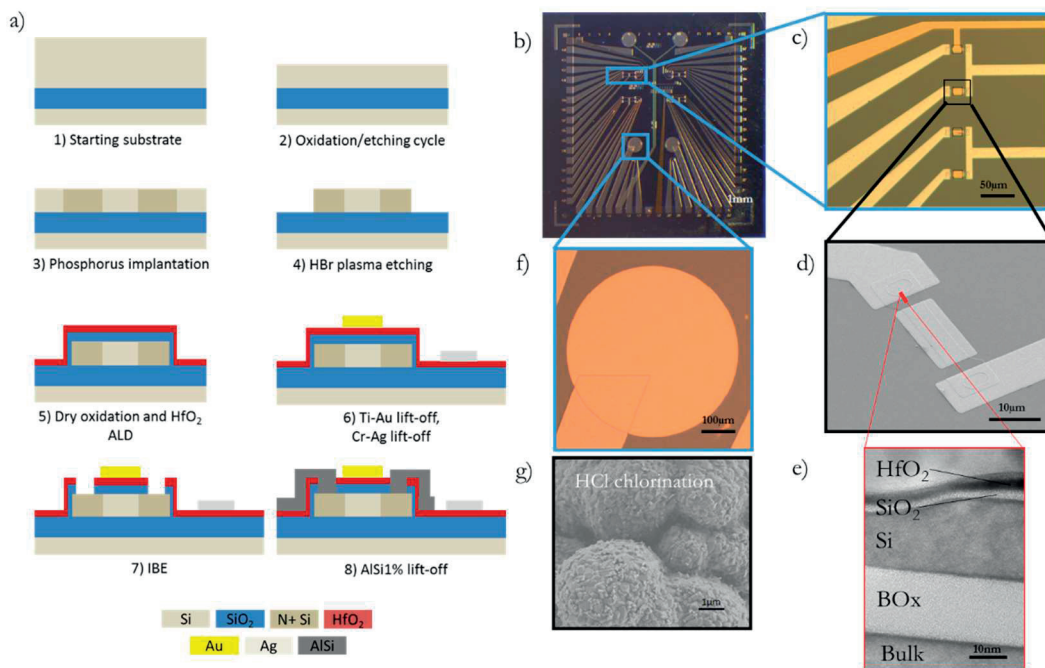 a)
1) Starting substrate
2) Oxidation/etching cycle
3) Phosphorus implantation
4) HBr plasma etching
5) Dry oxidation and HfO2
ALD
6) Ti-Au lift-off,
Cr-Ag lift-off
7) IBE
8) AlSi1% lift-off
Si
SiO2
N+ Si
HfO2
Au
Ag
AlSi
b)
1mm
c)
50µm
f)
100µm
d)
10µm
g)
HCl chlorination
1µm
e)
HfO2
SiO2
Si
BOx
Bulk
10nm